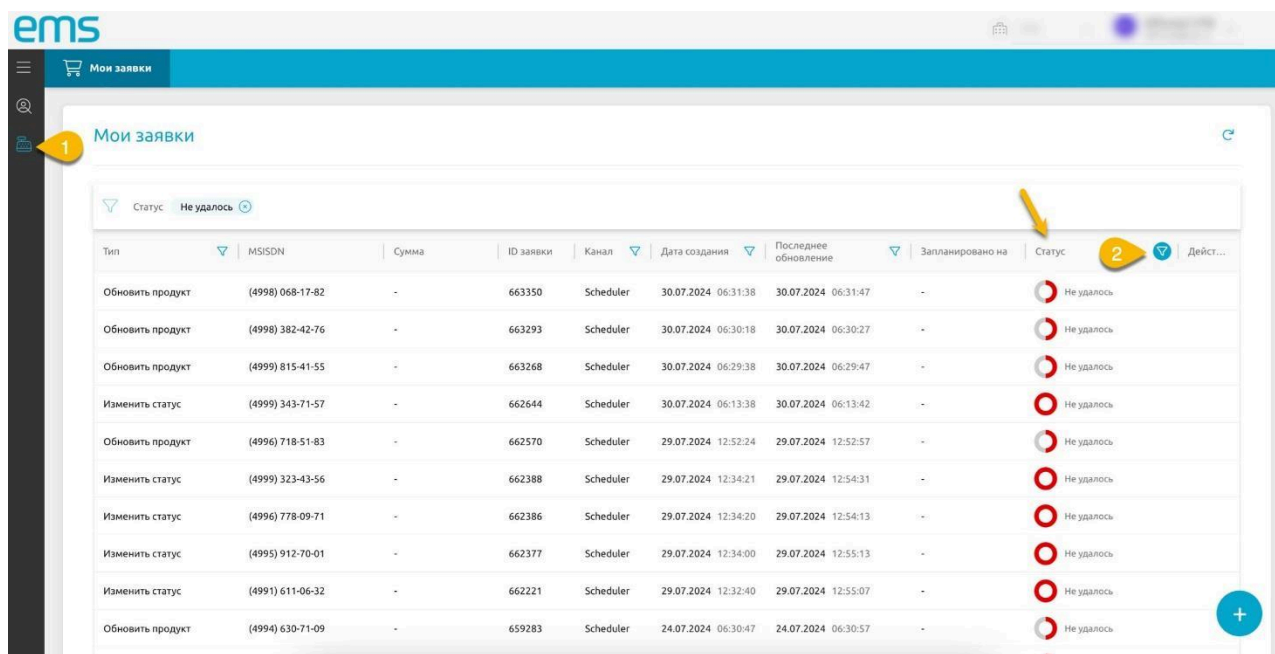 ems
Мои заявки
1
Мои заявки
Статус Не удалось
Тип MSISDN Сумма ID заявки Канал Дата создания Последнее обновление Запланировано на Статус 2 Дейст...
Обновить продукт (4998) 068-17-82 - 663350 Scheduler 30.07.2024 06:31:38 30.07.2024 06:31:47 - Не удалось
Обновить продукт (4998) 382-42-76 - 663293 Scheduler 30.07.2024 06:30:18 30.07.2024 06:30:27 - Не удалось
Обновить продукт (4999) 815-41-55 - 663268 Scheduler 30.07.2024 06:29:38 30.07.2024 06:29:47 - Не удалось
Изменить статус (4999) 343-71-57 - 662644 Scheduler 30.07.2024 06:13:38 30.07.2024 06:13:42 - Не удалось
Обновить продукт (4996) 718-51-83 - 662570 Scheduler 29.07.2024 12:52:24 29.07.2024 12:52:57 - Не удалось
Изменить статус (4999) 323-43-56 - 662388 Scheduler 29.07.2024 12:34:21 29.07.2024 12:54:31 - Не удалось
Изменить статус (4996) 778-09-71 - 662386 Scheduler 29.07.2024 12:34:20 29.07.2024 12:54:13 - Не удалось
Изменить статус (4995) 912-70-01 - 662377 Scheduler 29.07.2024 12:34:00 29.07.2024 12:55:13 - Не удалось
Изменить статус (4991) 611-06-32 - 662221 Scheduler 29.07.2024 12:32:40 29.07.2024 12:55:07 - Не удалось
Обновить продукт (4994) 630-71-09 - 659283 Scheduler 24.07.2024 06:30:47 24.07.2024 06:30:57 - Не удалось
+